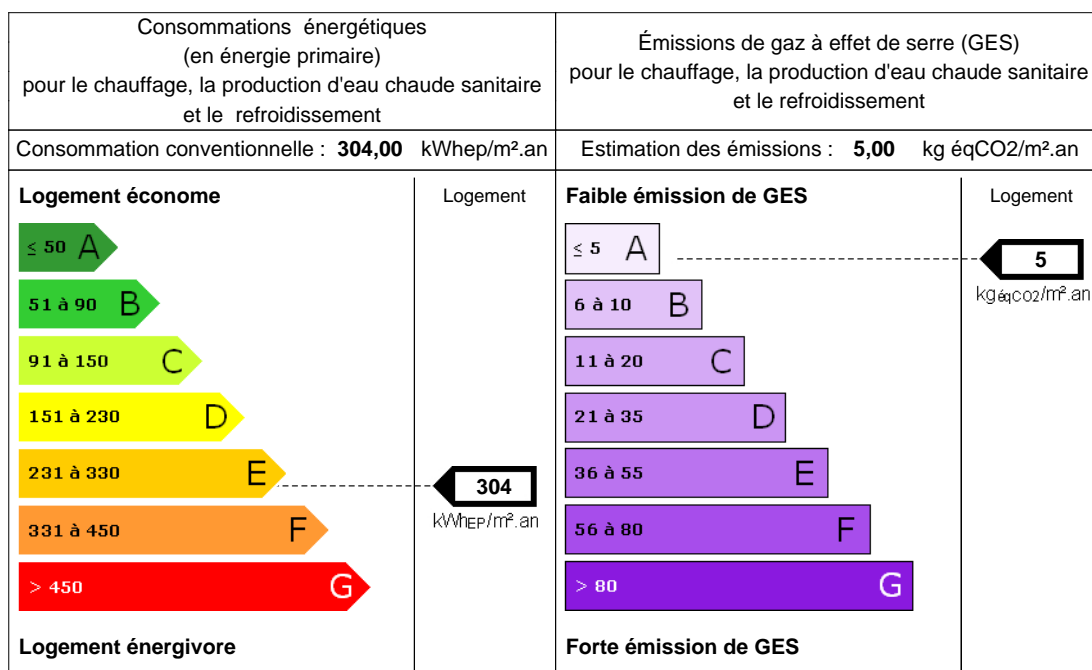 Consommations énergétiques
(en énergie primaire)
pour le chauffage, la production d'eau chaude sanitaire
et le refroidissement
Émissions de gaz à effet de serre (GES)
pour le chauffage, la production d'eau chaude sanitaire
et le refroidissement
Consommation conventionnelle : 304,00 kWhep/m².an
Estimation des émissions : 5,00 kg éqCO2/m².an
Logement économe
Logement
≤ 50 A
51 à 90 B
91 à 150 C
151 à 230 D
231 à 330 E
331 à 450 F
> 450 G
304
kWhEP/m².an
Logement énergivore
Faible émission de GES
Logement
≤ 5 A
6 à 10 B
11 à 20 C
21 à 35 D
36 à 55 E
56 à 80 F
> 80 G
5
kgéqCO2/m².an
Forte émission de GES